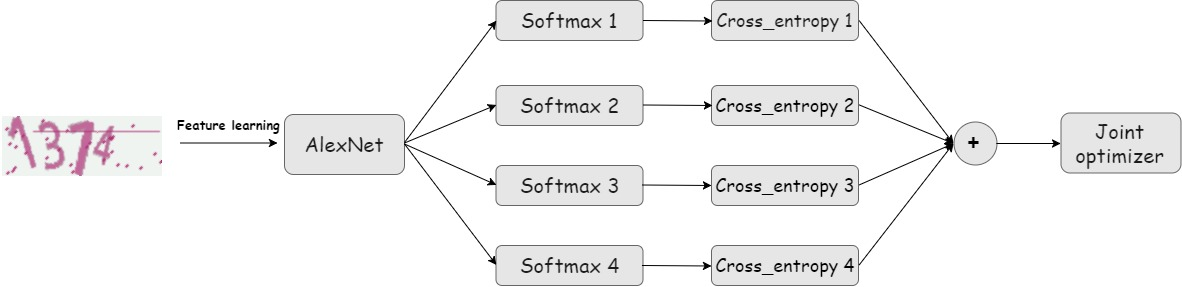 1374
Feature learning
AlexNet
Softmax 1
Cross_entropy 1
Softmax 2
Cross_entropy 2
Softmax 3
Cross_entropy 3
Softmax 4
Cross_entropy 4
+
Joint
optimizer